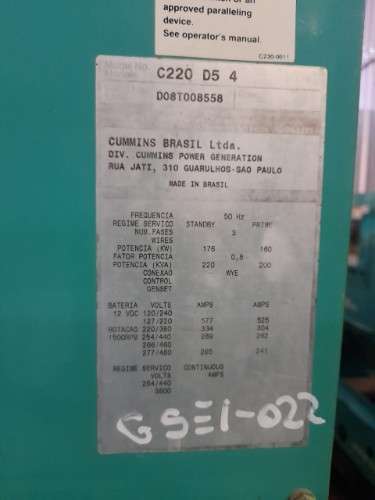 approved paralleling
device.
See operator's manual.
C220 D5 4
D08T008558
CUMMINS BRASIL Ltda.
DIV. CUMMINS POWER GENERATION
RUA JATI, 310 GUARULHOS-SAO PAULO
MADE IN BRASIL
FREQUENCIA 50 Hz
REGIME SERVICO STANDBY PRIME
NUM.FASES 3
WIRES
POTENCIA (KW) 176 160
FATOR POTENCIA 0,8
POTENCIA (KVA) 220 200
CONEXAO WYE
CONTROL
GENSET
BATERIA VOLTS AMPS AMPS
12 VDC 120/240
127/220 577 525
ROTACAO 220/380 334 304
1500RPM 254/440 289 262
266/460
277/480 265 241
REGIME SERVICO CONTINUOUS
VOLTS AMPS
254/440
GSE1-022